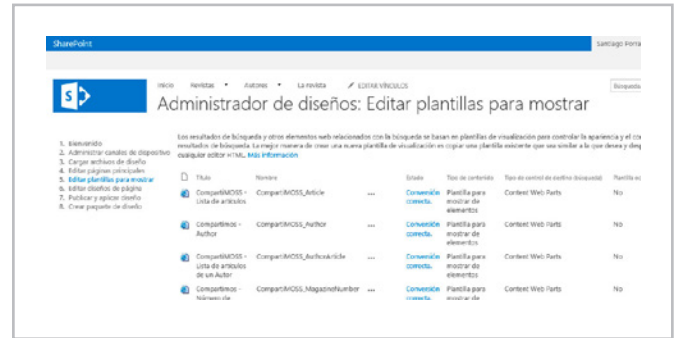 SharePoint
Santiago Porra
Inicio Revistas Autores La revista EDITAR VÍNCULOS
Búsqueda
Administrador de diseños: Editar plantillas para mostrar
Los resultados de búsqueda y otros elementos web relacionados con la búsqueda se basan en plantillas de visualización para controlar la apariencia y el co
resultados de búsqueda. La mejor manera de crear una nueva plantilla de visualización es copiar una plantilla existente que sea similar a la que desea y desp
cualquier editor HTML. Más información
1. Bienvenido
2. Administrar canales de dispositivo
3. Cargar archivos de diseño
4. Editar páginas principales
5. Editar plantillas para mostrar
6. Editar diseños de página
7. Publicar y aplicar diseño
8. Crear paquete de diseño
Título Nombre Estado Tipo de contenido Tipo de control de destino (búsqueda) Plantilla
CompartiMOSS - CompartiMOSS_Article ... Conversión Plantilla para Content Web Parts No
Lista de artículos correcta. mostrar de
elementos
Compartimos - CompartiMOSS_Author ... Conversión Plantilla para Content Web Parts No
Author correcta. mostrar de
elementos
CompartiMOSS - CompartiMOSS_AuthorArticle ... Conversión Plantilla para Content Web Parts No
Lista de artículos correcta. mostrar de
de un Autor elementos
Compartimos - CompartiMOSS_MagazineNumber ... Conversión Plantilla para Content Web Parts No
Número de correcta. mostrar de